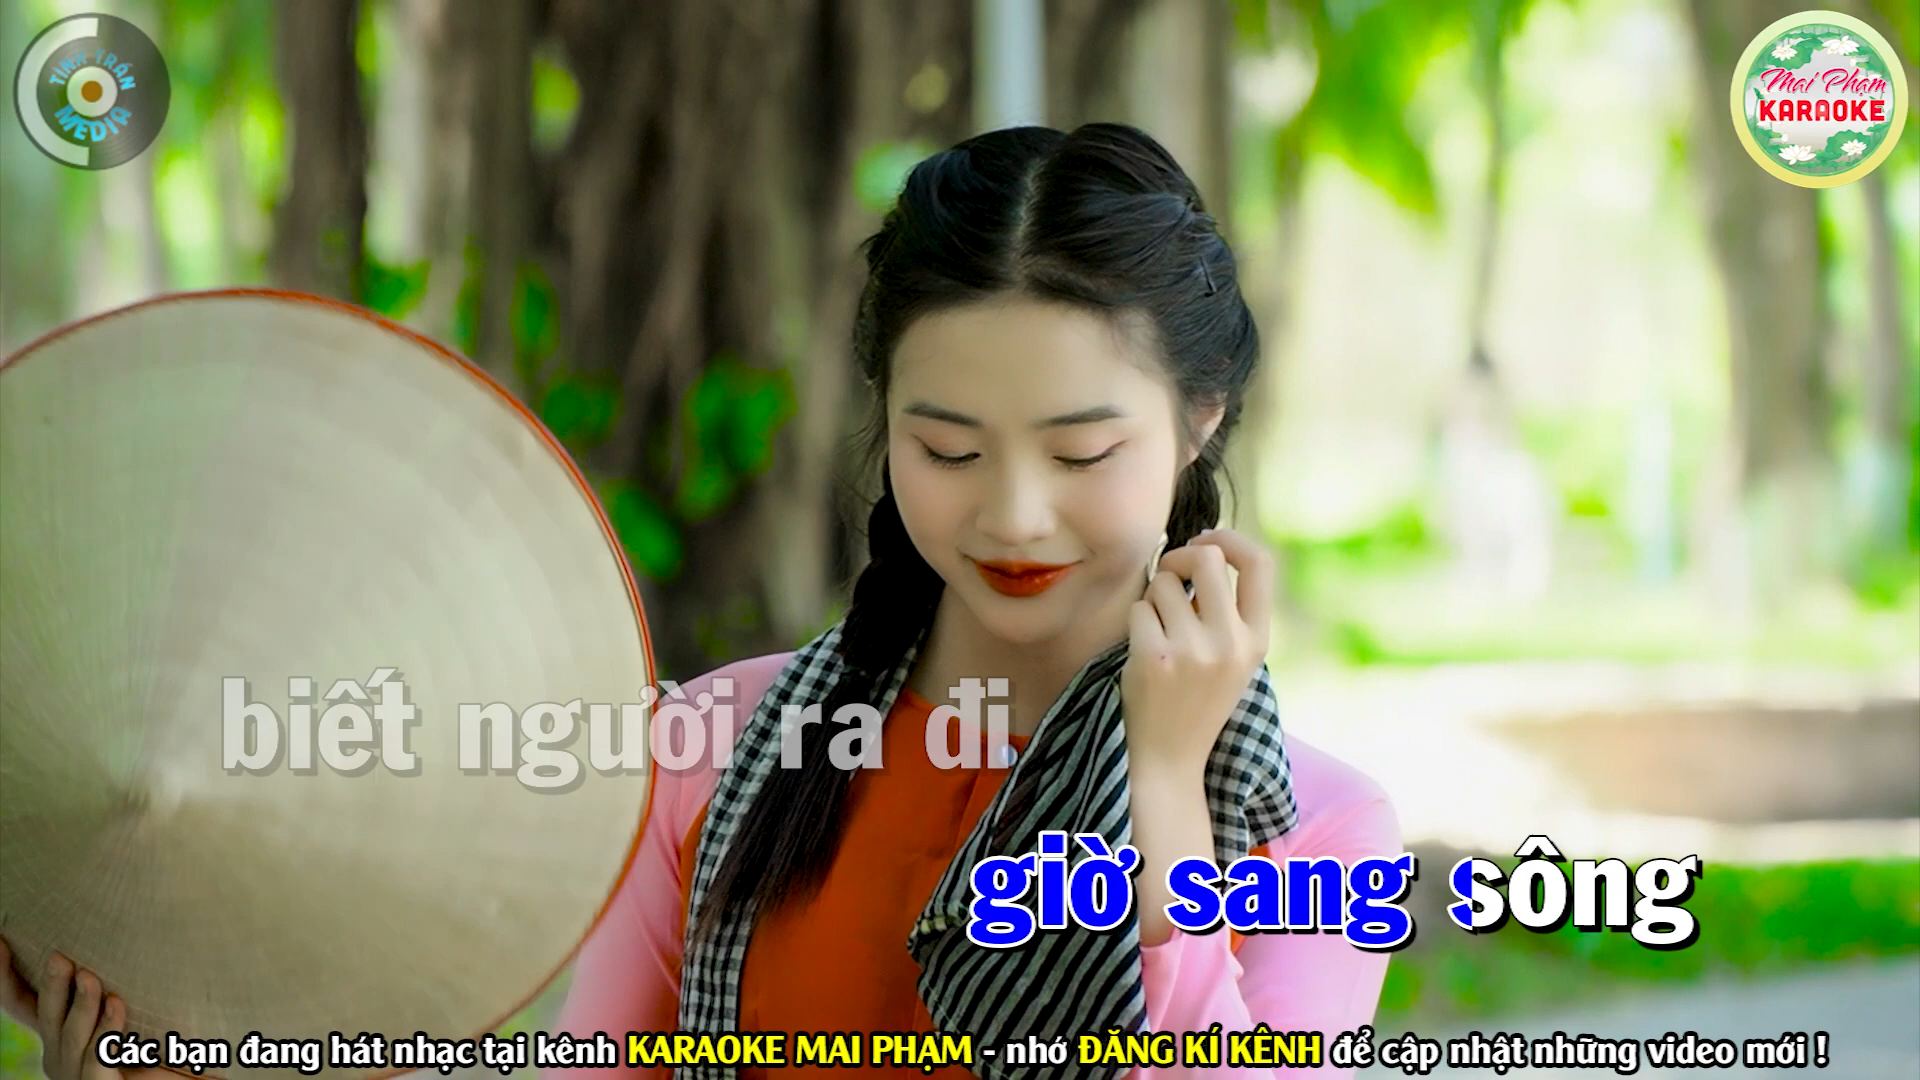 TÌNH TRẦN
MEDIA
Mai Phạm
KARAOKE
biết người ra đi
giờ sang sông
Các bạn đang hát nhạc tại kênh KARAOKE MAI PHẠM - nhớ ĐĂNG KÍ KÊNH để cập nhật những video mới !